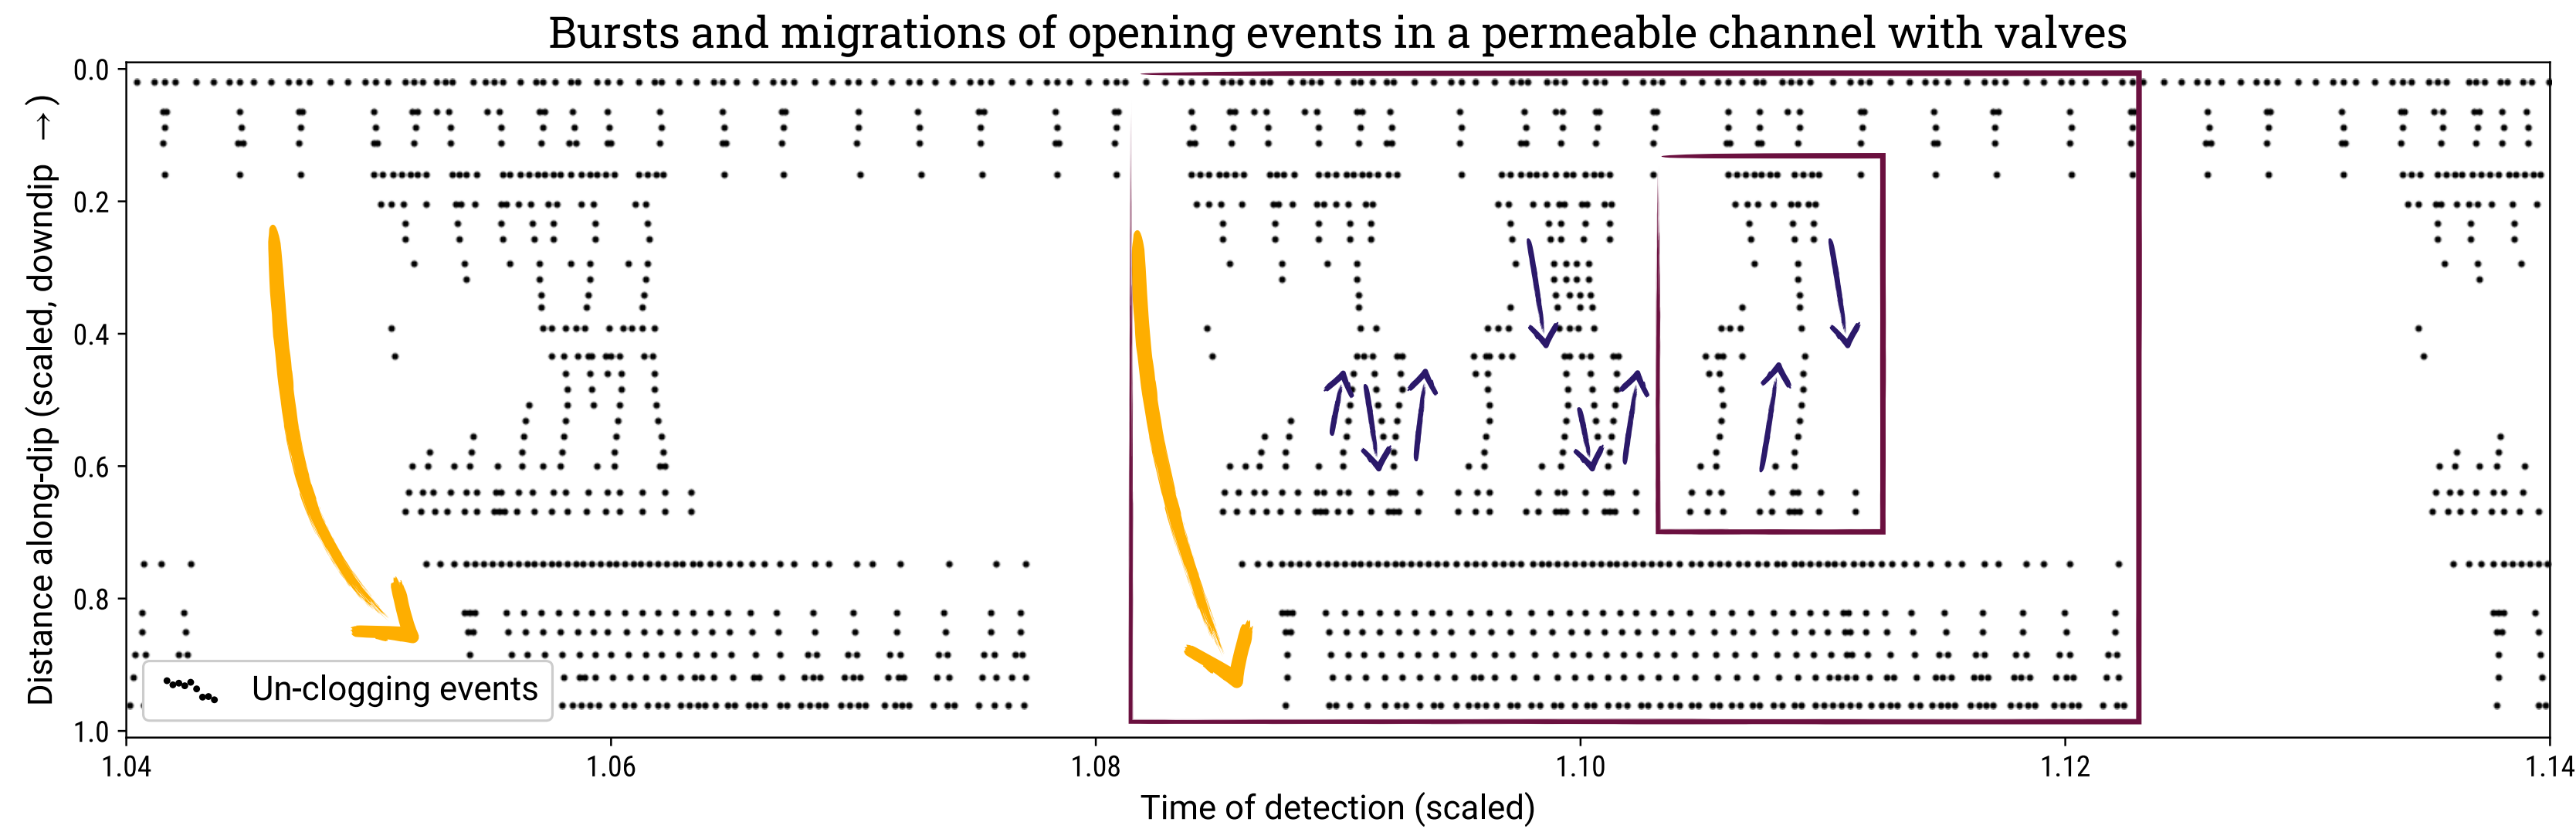 Bursts and migrations of opening events in a permeable channel with valves
Distance along-dip (scaled, downdip →)
0.0
0.2
0.4
0.6
0.8
1.0
Un-clogging events
1.04 1.06 1.08 1.10 1.12 1.14
Time of detection (scaled)